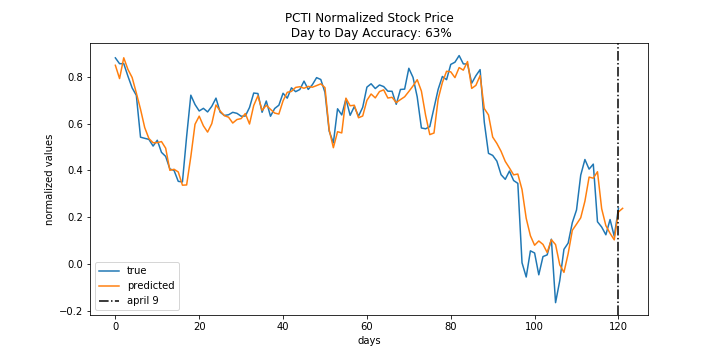 PCTI Normalized Stock Price
Day to Day Accuracy: 63%
normalized values
0.8
0.6
0.4
0.2
0.0
−0.2
true
predicted
april 9
0 20 40 60 80 100 120
days